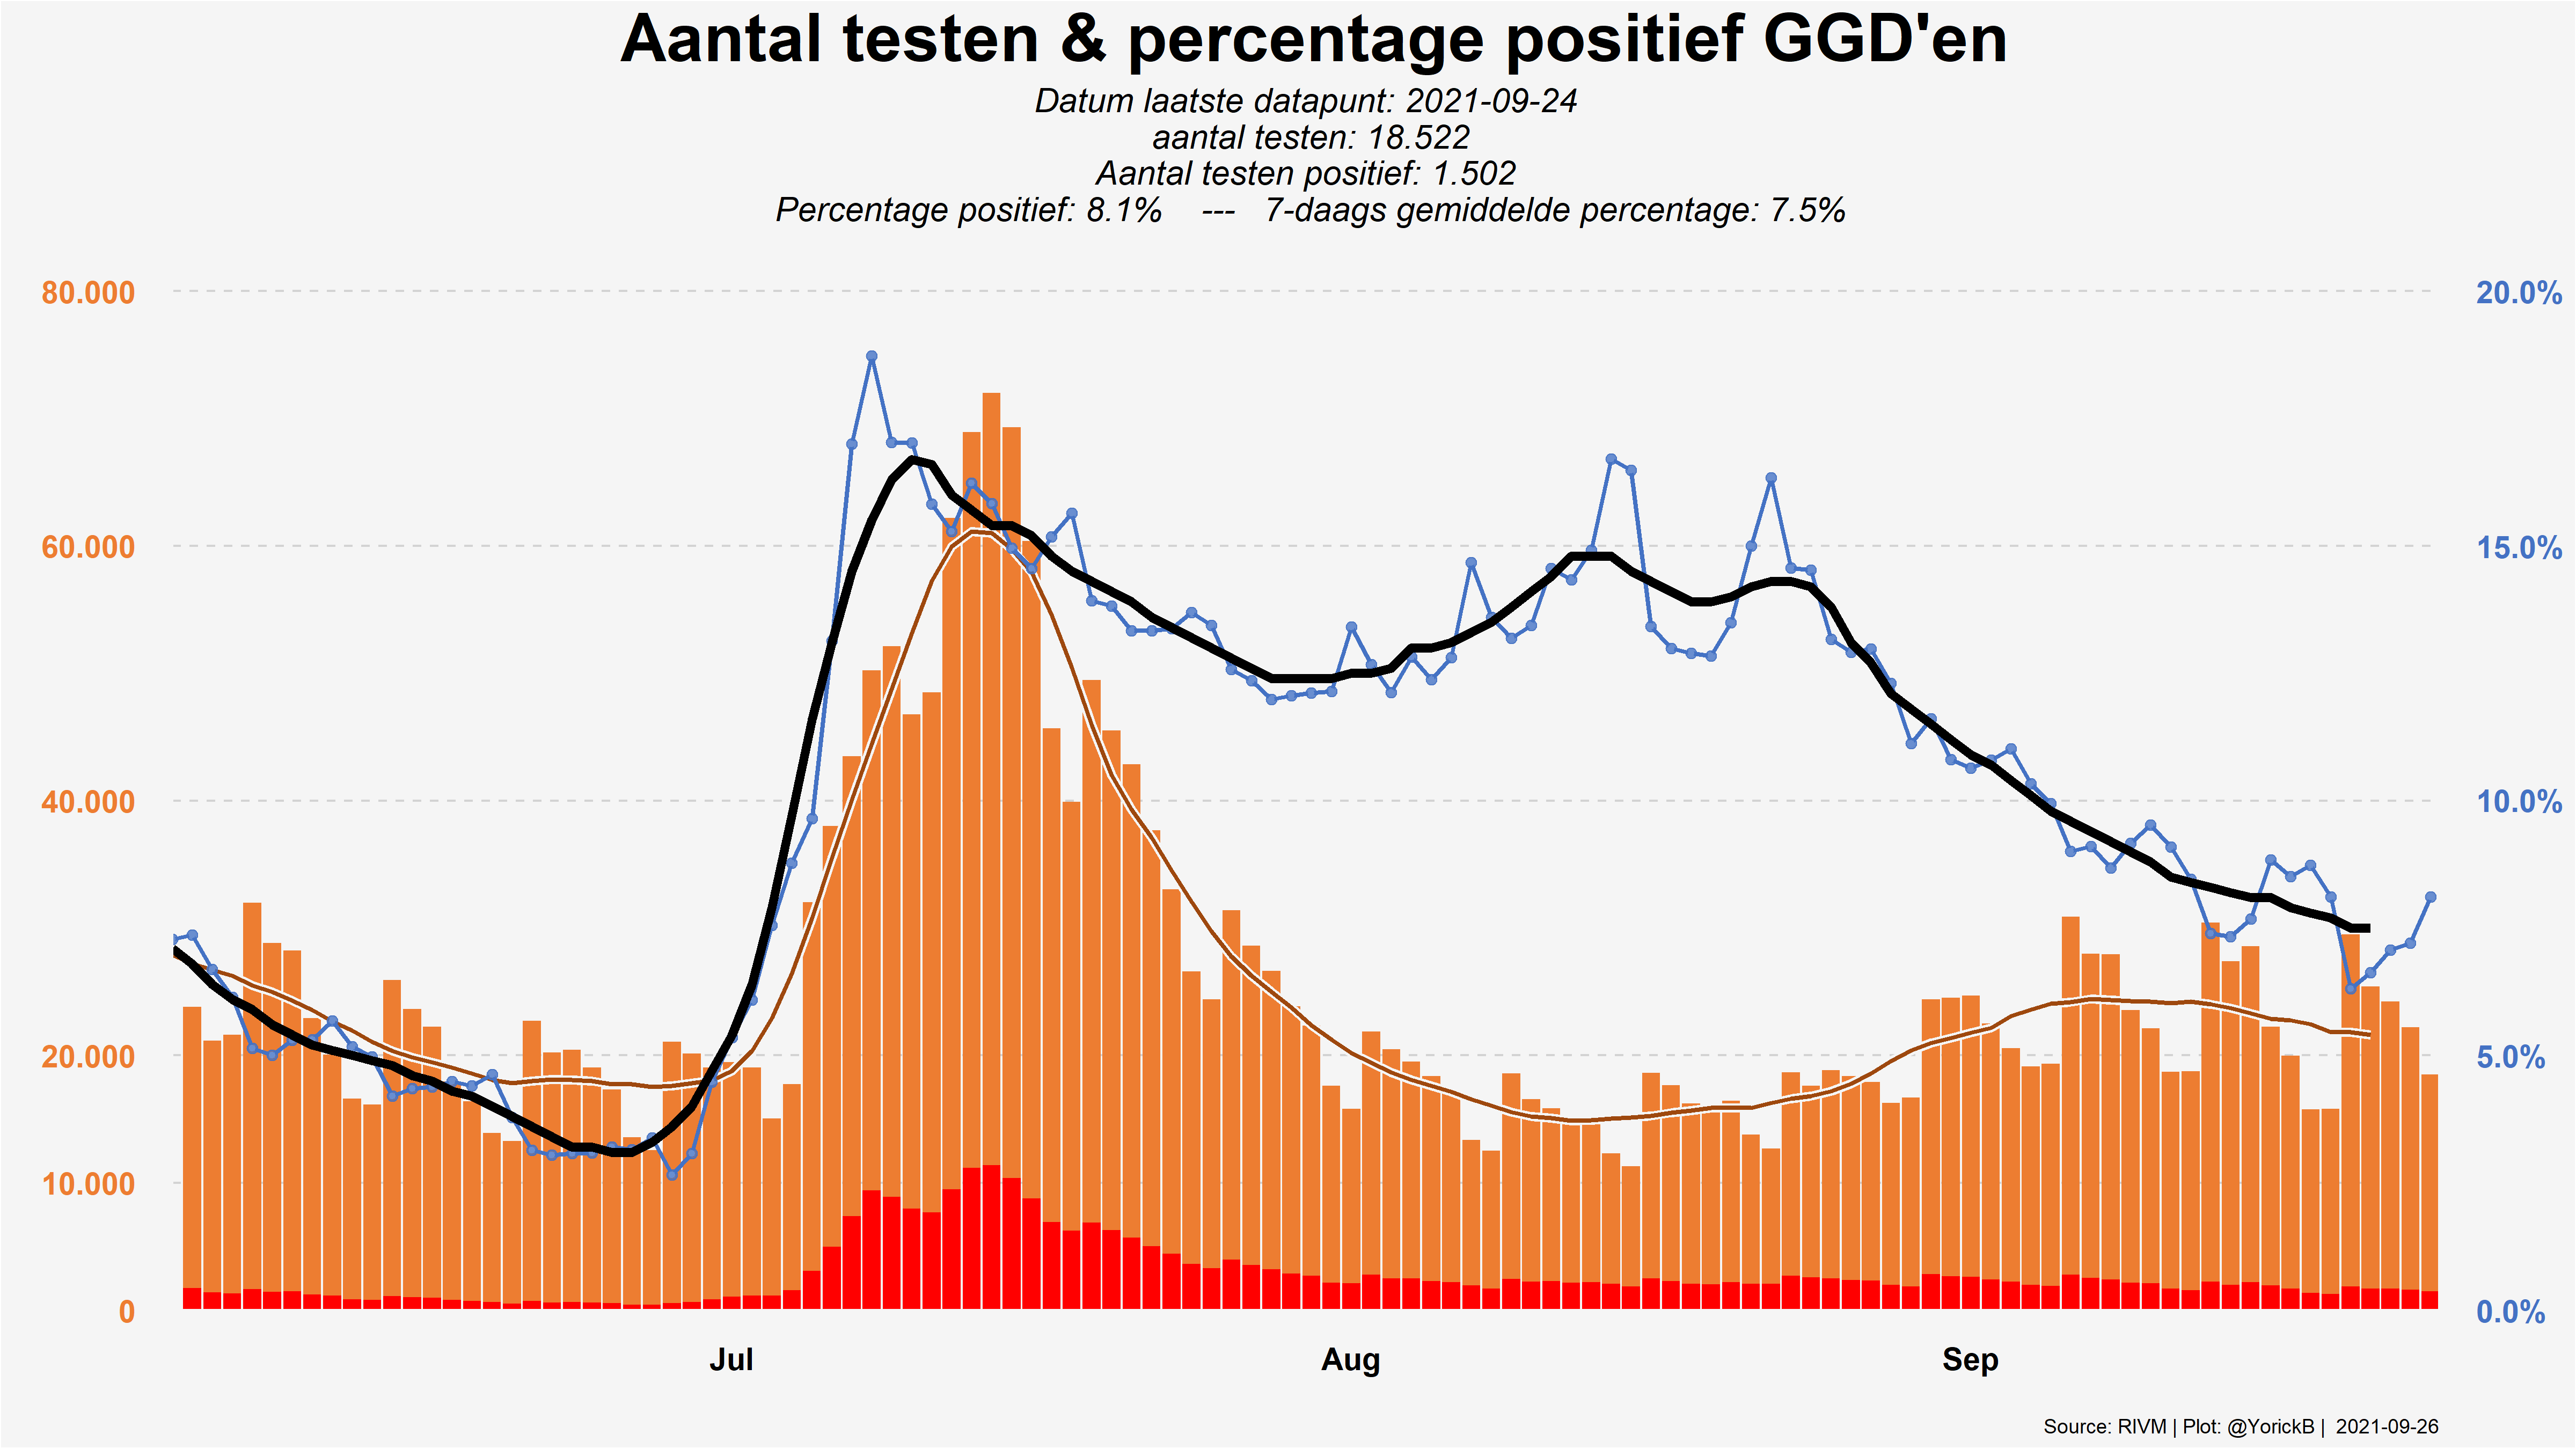 Aantal testen & percentage positief GGD'en
Datum laatste datapunt: 2021-09-24
aantal testen: 18.522
Aantal testen positief: 1.502
Percentage positief: 8.1% --- 7-daags gemiddelde percentage: 7.5%
80.000
20.0%
60.000
15.0%
40.000
10.0%
20.000
5.0%
10.000
0
0.0%
Jul
Aug
Sep
Source: RIVM | Plot: @YorickB | 2021-09-26